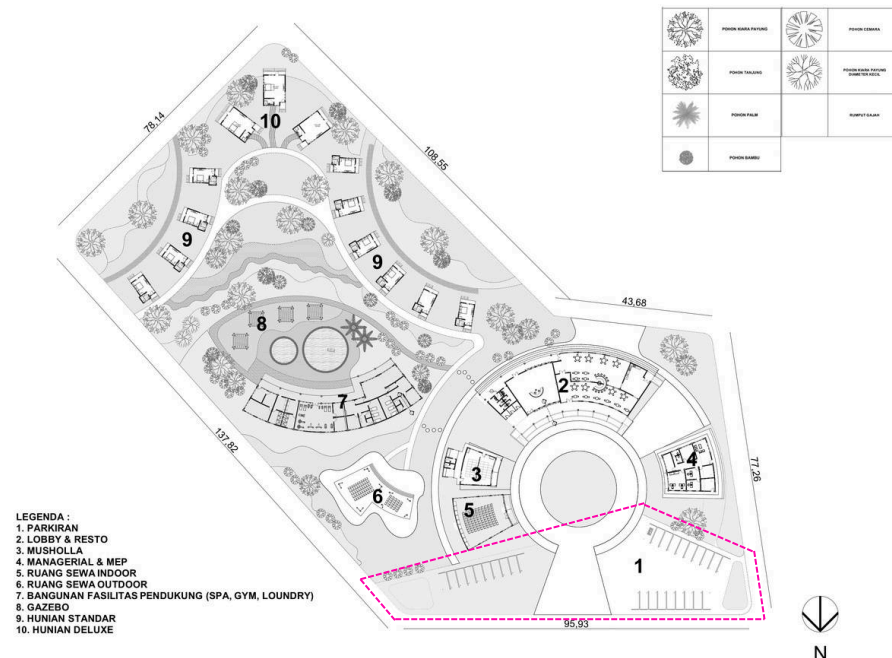 POHON KIARA PAYUNG
POHON CEMARA
POHON TANJUNG
POHON KIARA PAYUNG
DIAMETER KECIL
POHON PALM
RUMPUT GAJAH
POHON BAMBU
78,14
108,55
43,68
77,26
137,82
95,93
10
9
9
8
7
6
2
3
4
5
1
LEGENDA :
1. PARKIRAN
2. LOBBY & RESTO
3. MUSHOLLA
4. MANAGERIAL & MEP
5. RUANG SEWA INDOOR
6. RUANG SEWA OUTDOOR
7. BANGUNAN FASILITAS PENDUKUNG (SPA, GYM, LOUNDRY)
8. GAZEBO
9. HUNIAN STANDAR
10. HUNIAN DELUXE
N